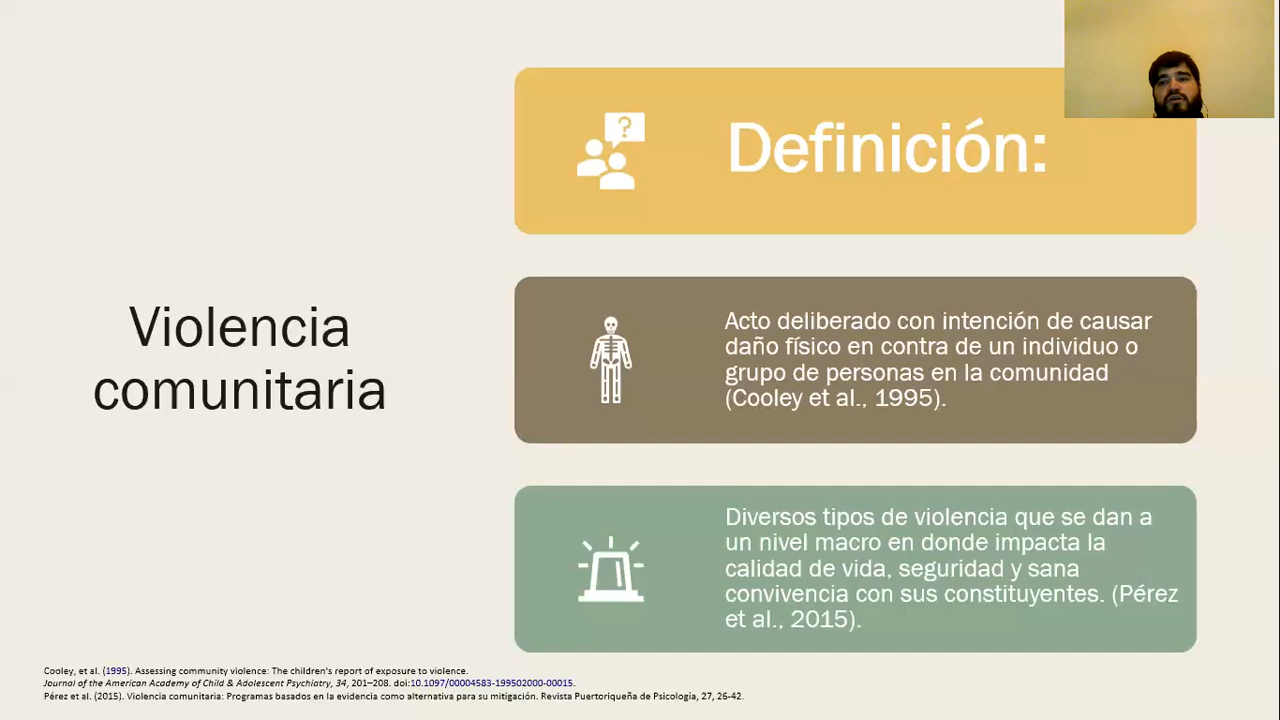 Definición:
Violencia
comunitaria
Acto deliberado con intención de causar
daño físico en contra de un individuo o
grupo de personas en la comunidad
(Cooley et al., 1995).
Diversos tipos de violencia que se dan a
un nivel macro en donde impacta la
calidad de vida, seguridad y sana
convivencia con sus constituyentes. (Pérez
et al., 2015).
Cooley, et al. (1995). Assessing community violence: The children's report of exposure to violence.
Journal of the American Academy of Child & Adolescent Psychiatry, 34, 201–208. doi:10.1097/00004583-199502000-00015.
Pérez et al. (2015). Violencia comunitaria: Programas basados en la evidencia como alternativa para su mitigación. Revista Puertoriqueña de Psicología, 27, 26-42.